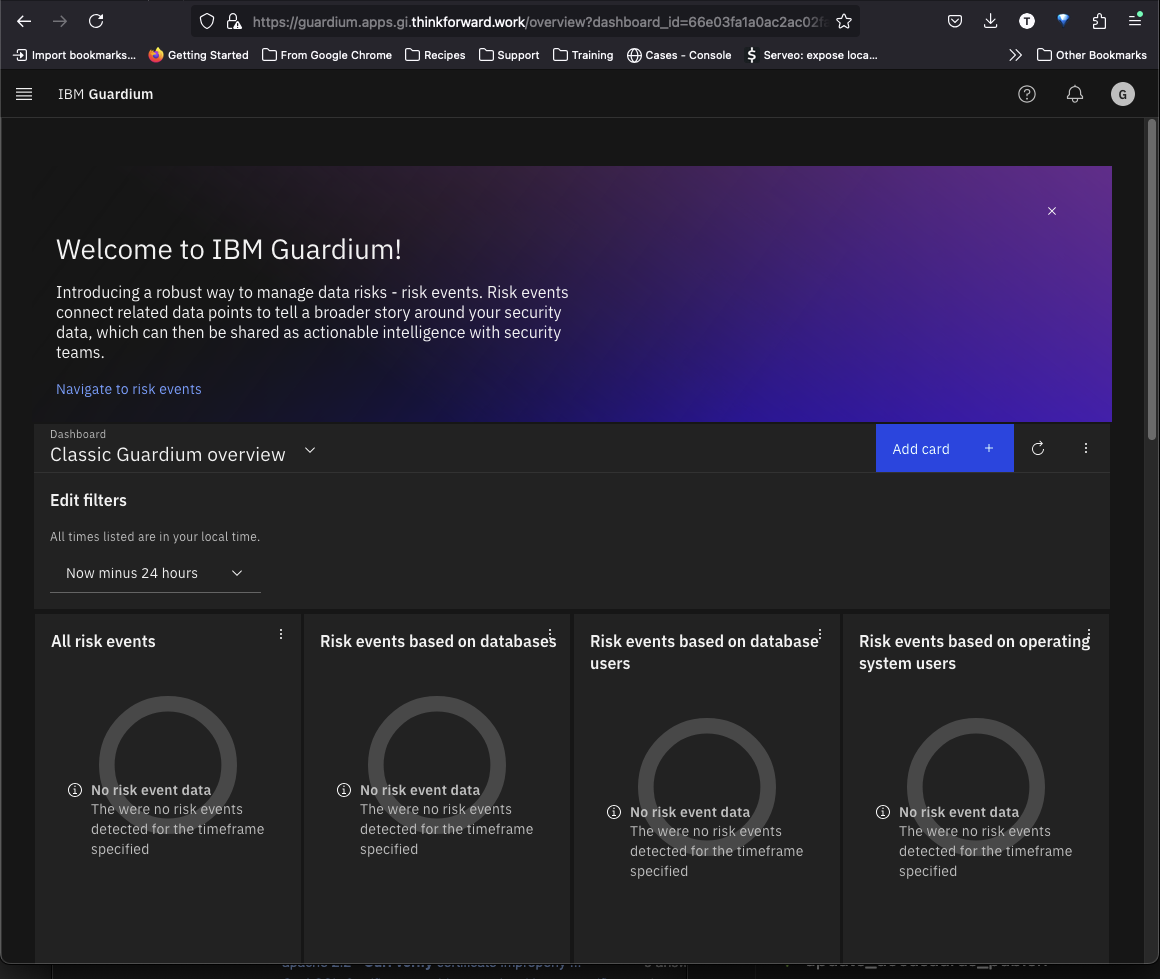 https://guardium.apps.gi.thinkforward.work/overview?dashboard_id=66e03fa1a0ac2ac02f
T
Import bookmarks... Getting Started From Google Chrome Recipes Support Training Cases - Console Serveo: expose loca... Other Bookmarks
IBM Guardium G
Welcome to IBM Guardium!
Introducing a robust way to manage data risks - risk events. Risk events
connect related data points to tell a broader story around your security
data, which can then be shared as actionable intelligence with security
teams.
Navigate to risk events
Dashboard
Classic Guardium overview
Add card +
Edit filters
All times listed are in your local time.
Now minus 24 hours
All risk events
No risk event data
The were no risk events
detected for the timeframe
specified
Risk events based on databases
No risk event data
The were no risk events
detected for the timeframe
specified
Risk events based on database
users
No risk event data
The were no risk events
detected for the timeframe
specified
Risk events based on operating
system users
No risk event data
The were no risk events
detected for the timeframe
specified